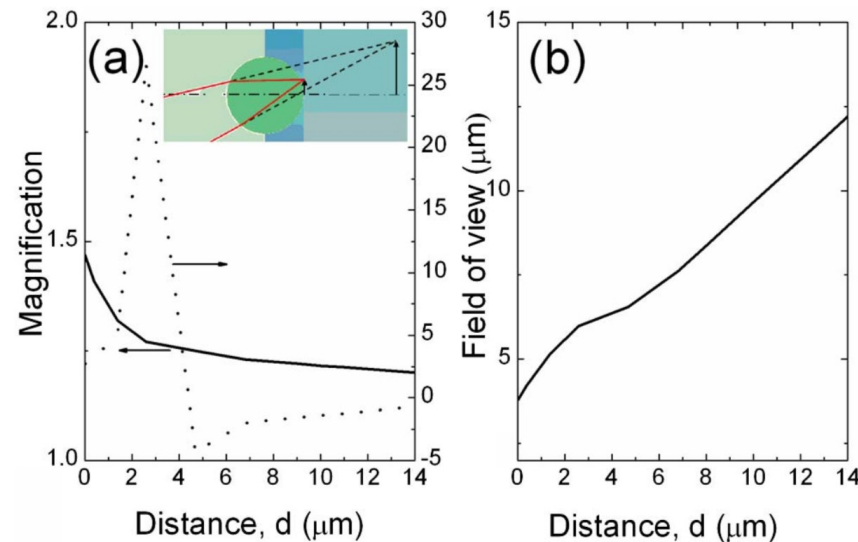 (a)
2.0
1.5
1.0
Magnification
30
25
20
15
10
5
0
-5
0 2 4 6 8 10 12 14
Distance, d (μm)
(b)
15
10
5
Field of view (μm)
0 2 4 6 8 10 12 14
Distance, d (μm)